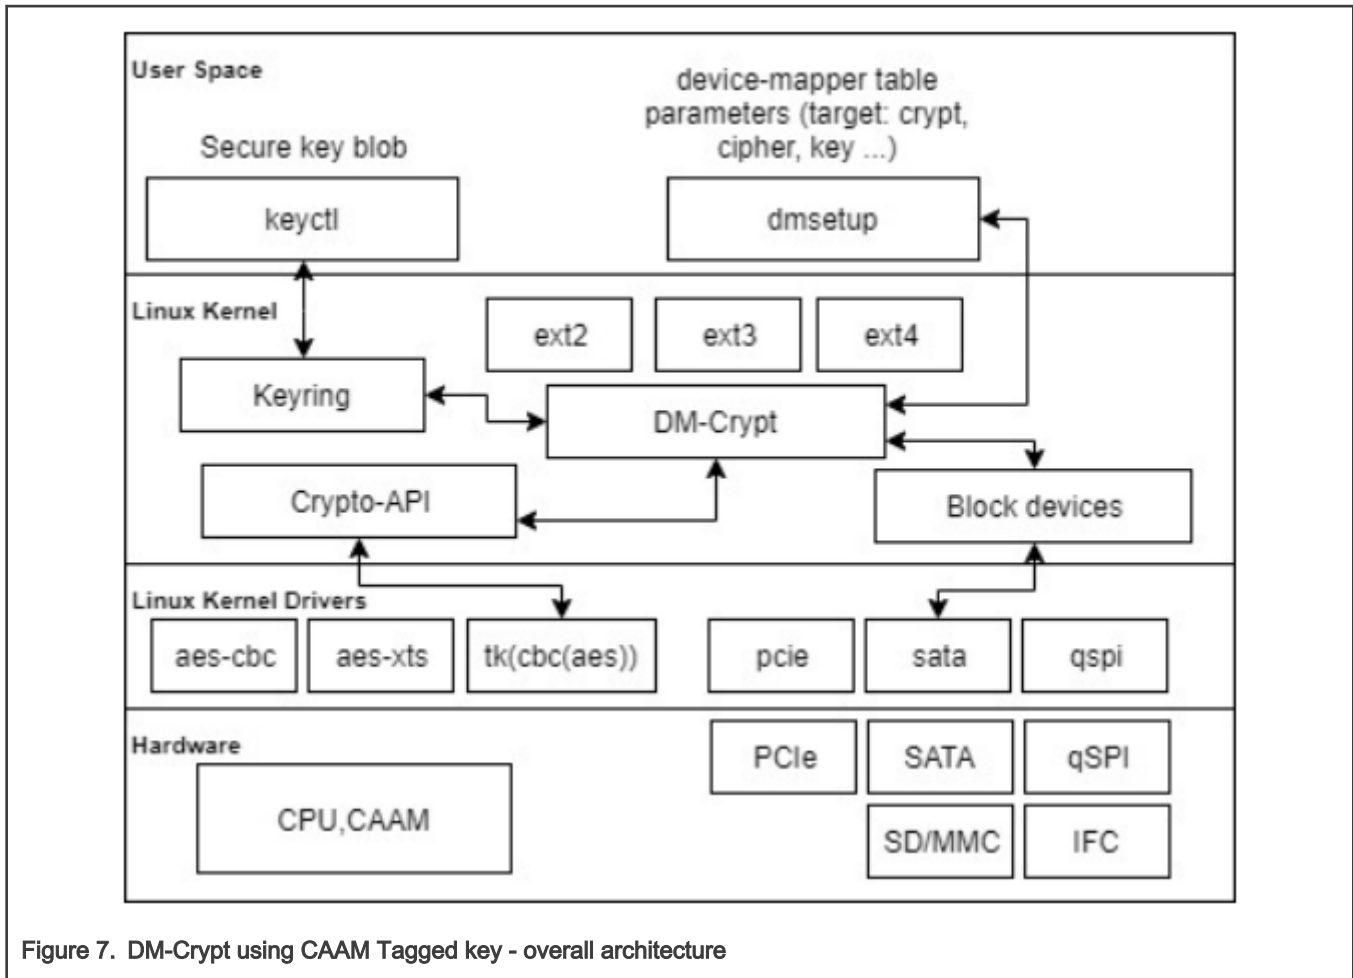 User Space
device-mapper table
parameters (target: crypt,
cipher, key ...)
Secure key blob
keyctl
dmsetup
Linux Kernel
ext2
ext3
ext4
Keyring
DM-Crypt
Crypto-API
Block devices
Linux Kernel Drivers
aes-cbc
aes-xts
tk(cbc(aes))
pcie
sata
qspi
Hardware
PCIe
SATA
qSPI
CPU,CAAM
SD/MMC
IFC
Figure 7. DM-Crypt using CAAM Tagged key - overall architecture